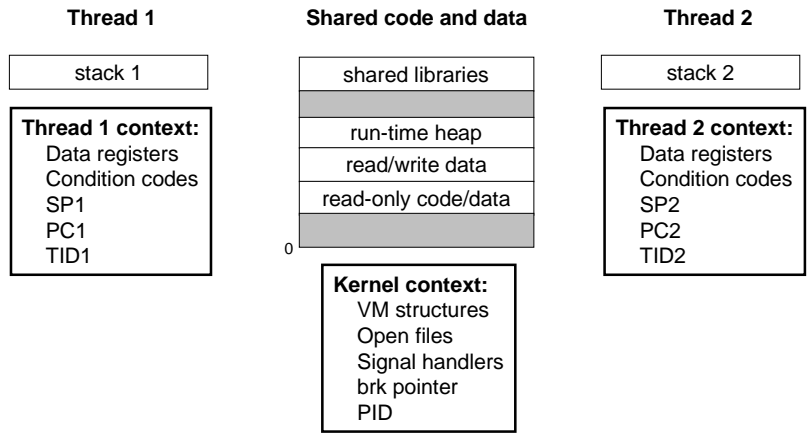 Thread 1
stack 1
Thread 1 context:
Data registers
Condition codes
SP1
PC1
TID1
Shared code and data
shared libraries
run-time heap
read/write data
read-only code/data
0
Kernel context:
VM structures
Open files
Signal handlers
brk pointer
PID
Thread 2
stack 2
Thread 2 context:
Data registers
Condition codes
SP2
PC2
TID2